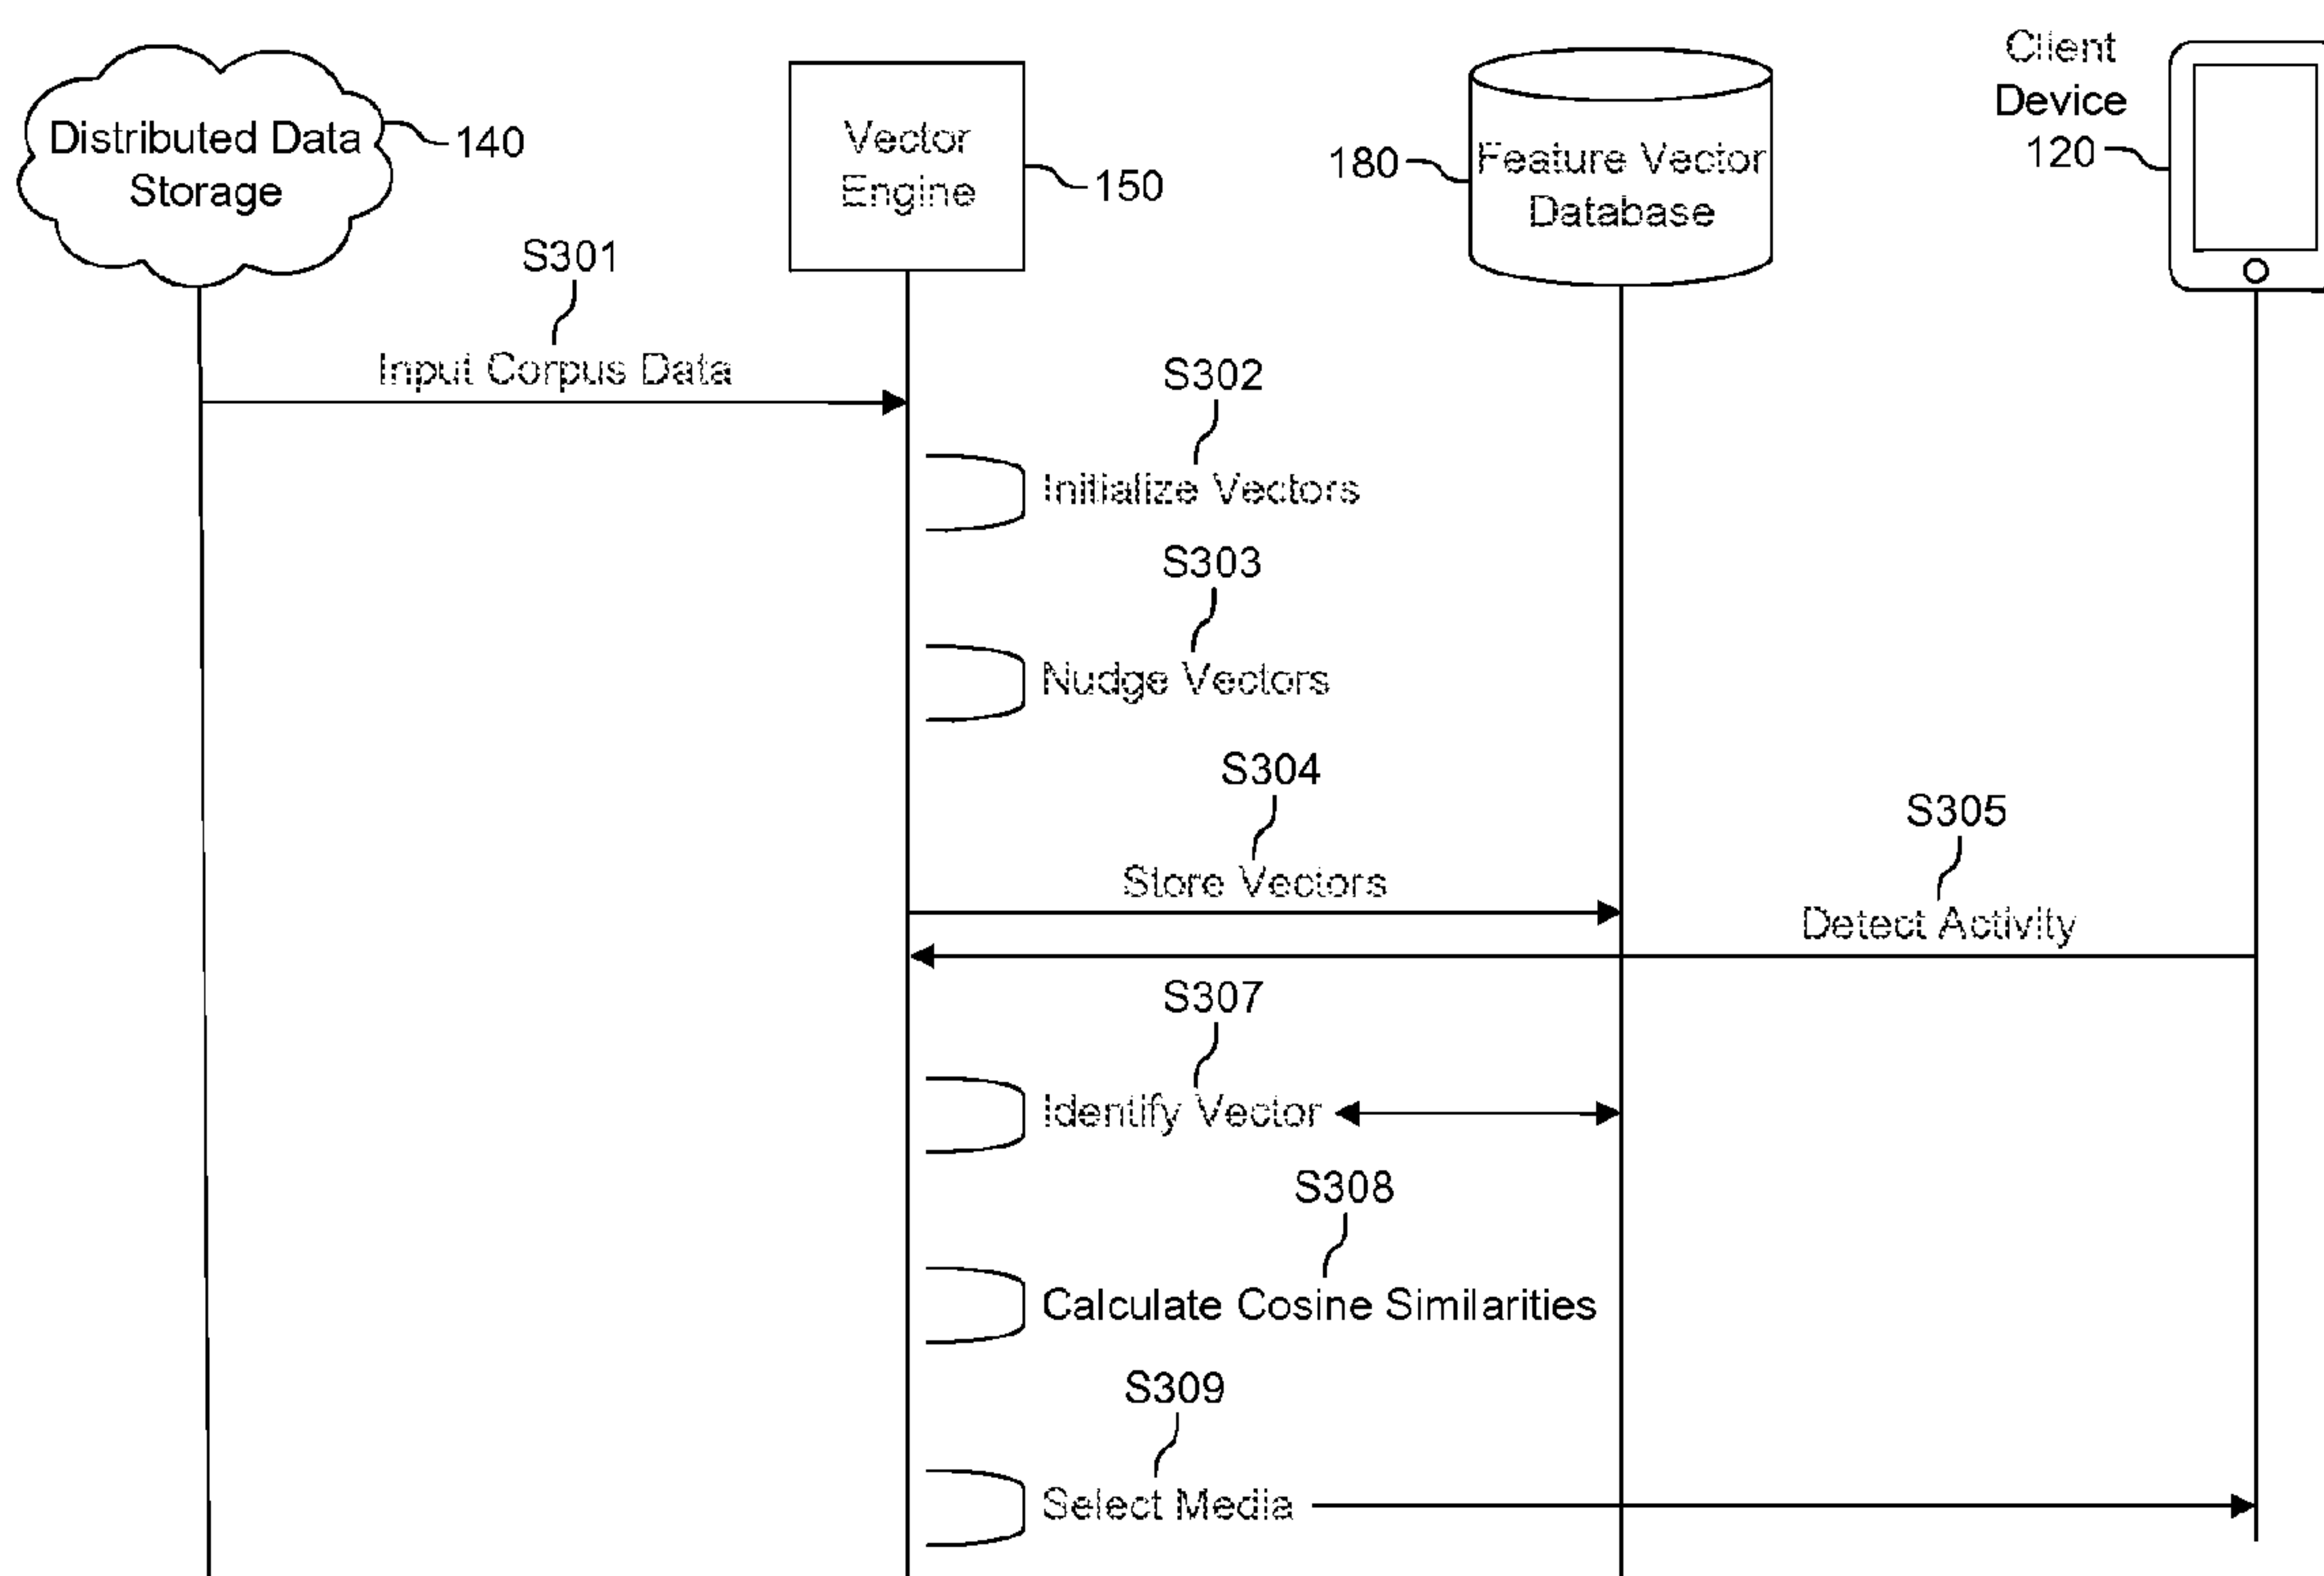 Distributed Data
Storage
140
Vector
Engine
150
180
Feature Vector
Database
Client
Device
120
S301
Input Corpus Data
S302
Initialize Vectors
S303
Nudge Vectors
S304
Store Vectors
S305
Detect Activity
S307
Identify Vector
S308
Calculate Cosine Similarities
S309
Select Media